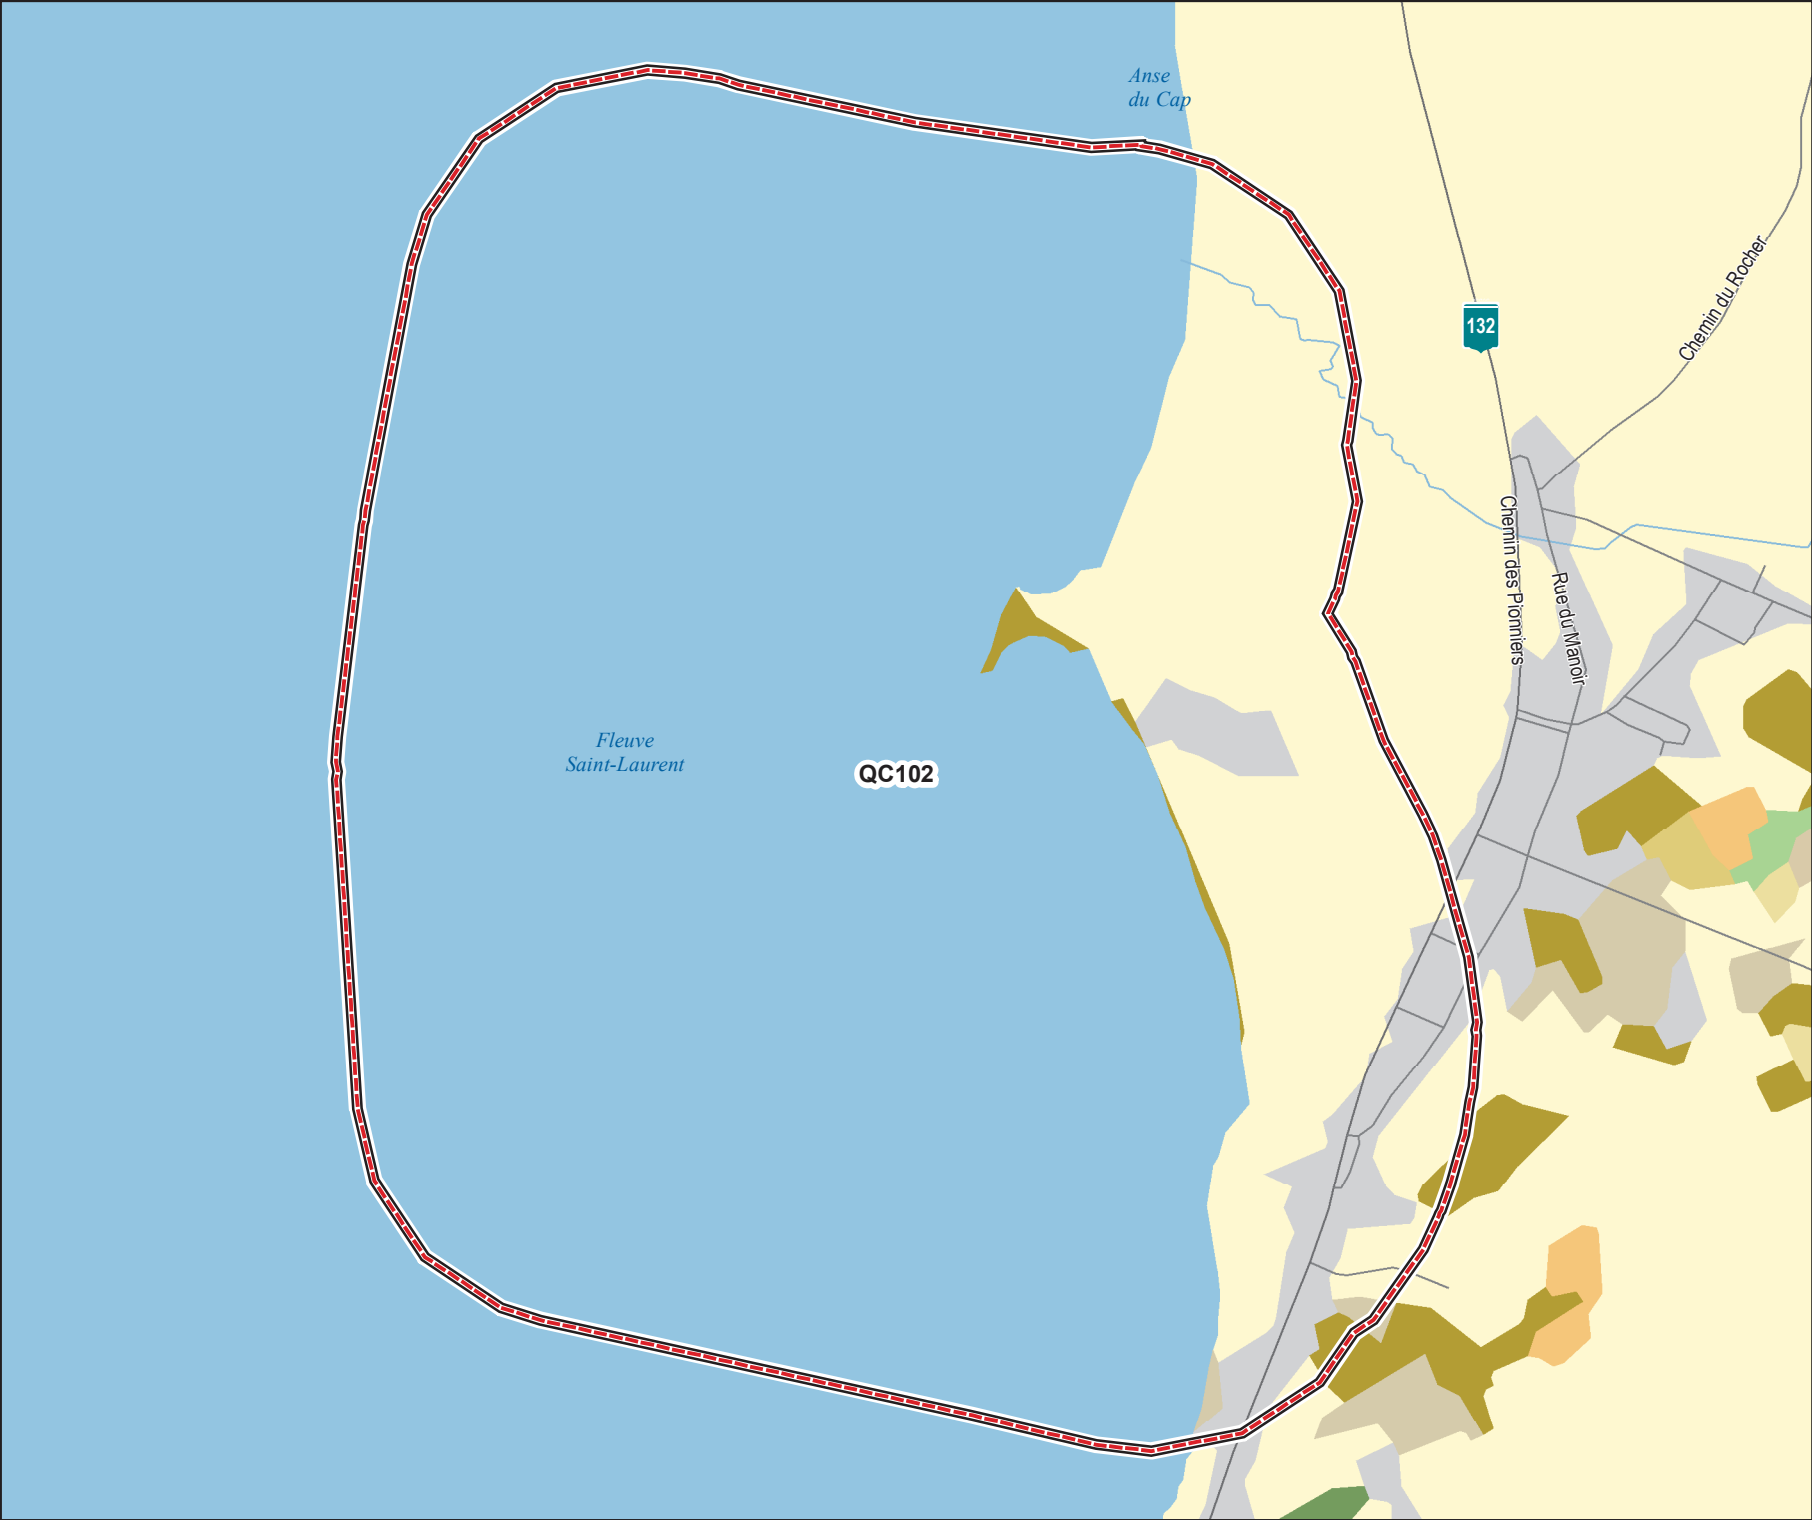 Anse
du Cap
Chemin du Rocher
132
Chemin des Pionniers
Rue du Manoir
Fleuve
Saint-Laurent
QC102